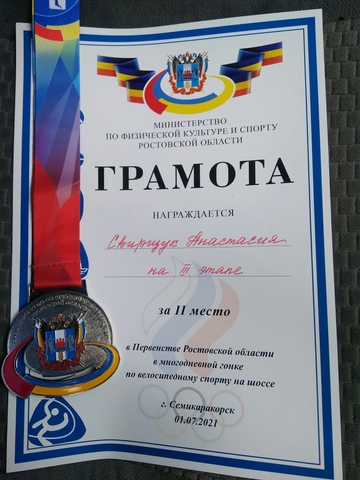 МИНИСТЕРСТВО
ПО ФИЗИЧЕСКОЙ КУЛЬТУРЕ И СПОРТУ
РОСТОВСКОЙ ОБЛАСТИ
ГРАМОТА
НАГРАЖДАЕТСЯ
Свирщук Анастасия
на III этапе
за II место
в Первенстве Ростовской области
в многодневной гонке
по велосипедному спорту на шоссе
г. Семикаракорск
01.07.2021